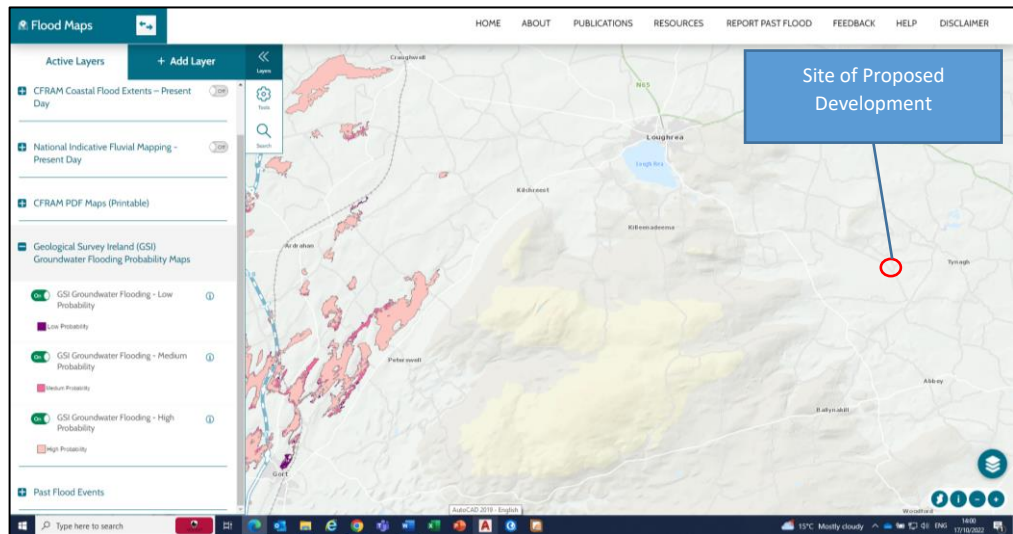 Flood Maps
HOME ABOUT PUBLICATIONS RESOURCES REPORT PAST FLOOD FEEDBACK HELP DISCLAIMER
Active Layers
+ Add Layer
Layers
Tools
Search
CFRAM Coastal Flood Extents – Present
Day
Off
National Indicative Fluvial Mapping -
Present Day
Off
CFRAM PDF Maps (Printable)
Geological Survey Ireland (GSI)
Groundwater Flooding Probability Maps
On
GSI Groundwater Flooding - Low
Probability
Low Probability
On
GSI Groundwater Flooding - Medium
Probability
Medium Probability
On
GSI Groundwater Flooding - High
Probability
High Probability
Past Flood Events
Site of Proposed
Development
Craughwell
N65
Loughrea
Lough Rea
Kilchreest
Killeenadeema
Ardrahan
Tynagh
Peterswell
Abbey
Ballynakill
Gort
Woodford
AutoCAD 2019 - English
Type here to search
15°C Mostly cloudy
ENG
14:00
17/10/2022